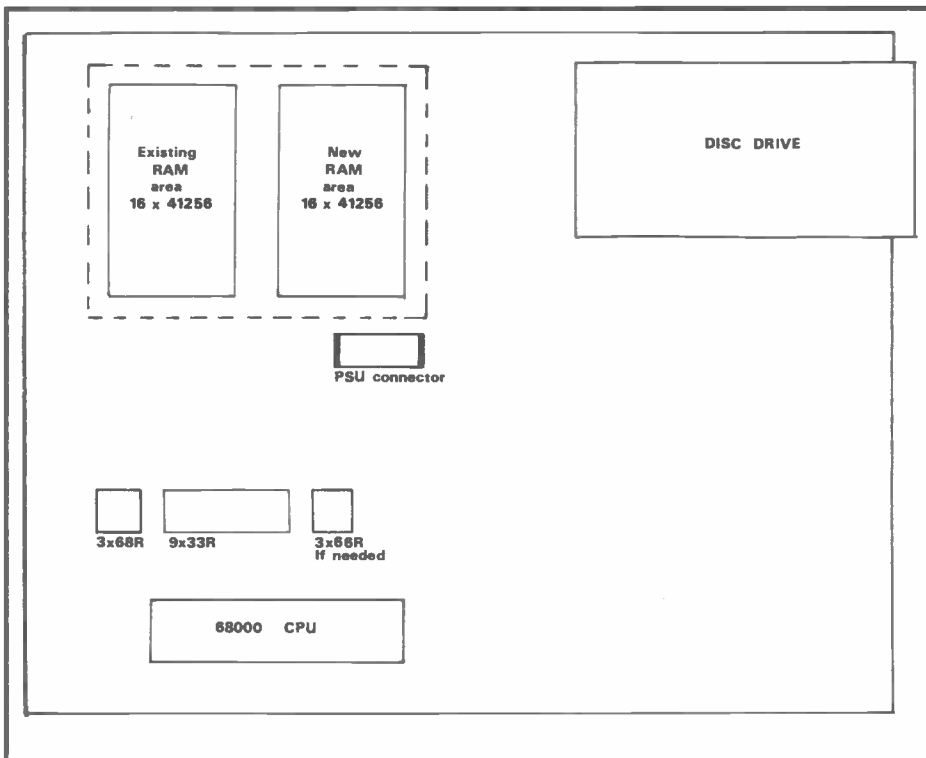 Existing
RAM
area
16 x 41256
New
RAM
area
16 x 41256
DISC DRIVE
PSU connector
3x68R
9x33R
3x66R
If needed
68000 CPU